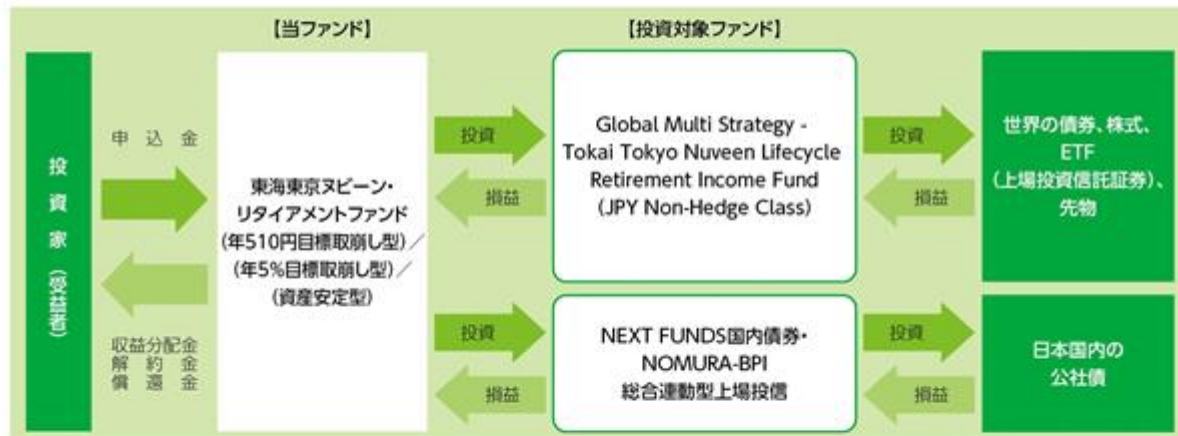 【当ファンド】
【投資対象ファンド】
投資家(受益者)
申込金
収益分配金
解約金
償還金
東海東京ヌビーン・
リタイアメントファンド
(年510円目標取崩し型)／
(年5%目標取崩し型)／
(資産安定型)
投資
損益
Global Multi Strategy -
Tokai Tokyo Nuveen Lifecycle
Retirement Income Fund
(JPY Non-Hedge Class)
投資
損益
世界の債券、株式、
ETF
(上場投資信託証券)、
先物
投資
損益
NEXT FUNDS国内債券・
NOMURA-BPI
総合連動型上場投信
投資
損益
日本国内の
公社債